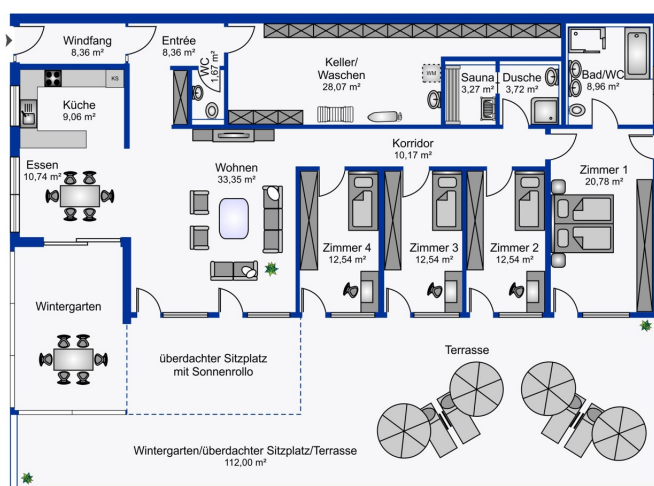 Windfang
8,36 m²
Entrée
8,36 m²
WC
1,67 m²
Keller/
Waschen
28,07 m²
WM
Sauna
3,27 m²
Dusche
3,72 m²
Bad/WC
8,96 m²
KS
Küche
9,06 m²
Korridor
10,17 m²
Essen
10,74 m²
Wohnen
33,35 m²
Zimmer 1
20,78 m²
Zimmer 4
12,54 m²
Zimmer 3
12,54 m²
Zimmer 2
12,54 m²
Wintergarten
überdachter Sitzplatz
mit Sonnenrollo
Terrasse
Wintergarten/überdachter Sitzplatz/Terrasse
112,00 m²